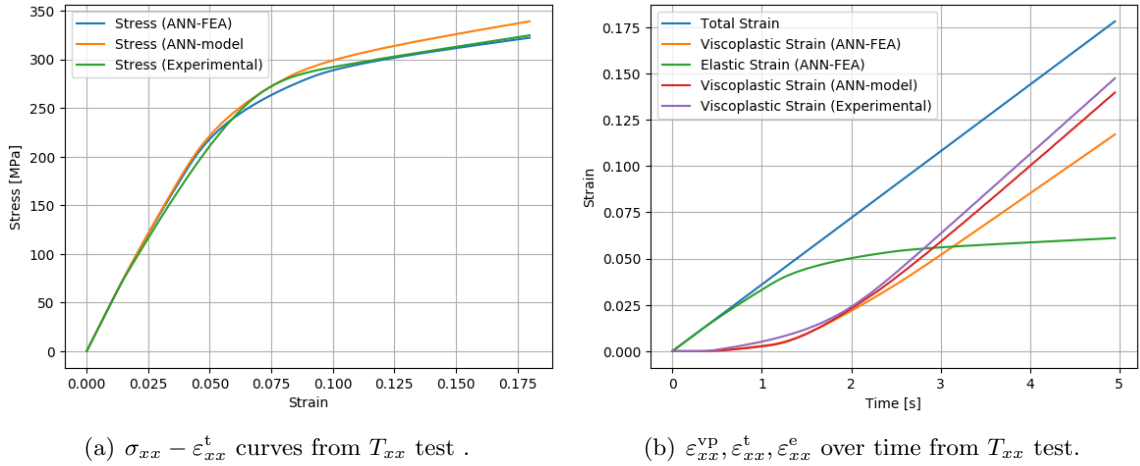 Stress (ANN-FEA)
Stress (ANN-model
Stress (Experimental)
350
300
250
200
150
100
50
0
Stress [MPa]
0.000
0.025
0.050
0.075
0.100
0.125
0.150
0.175
Strain
(a) σxx − ε^t_xx curves from Txx test .
Total Strain
Viscoplastic Strain (ANN-FEA)
Elastic Strain (ANN-FEA)
Viscoplastic Strain (ANN-model)
Viscoplastic Strain (Experimental)
0.175
0.150
0.125
0.100
0.075
0.050
0.025
0.000
Strain
0
1
2
3
4
5
Time [s]
(b) ε^vp_xx, ε^t_xx, ε^e_xx over time from Txx test.